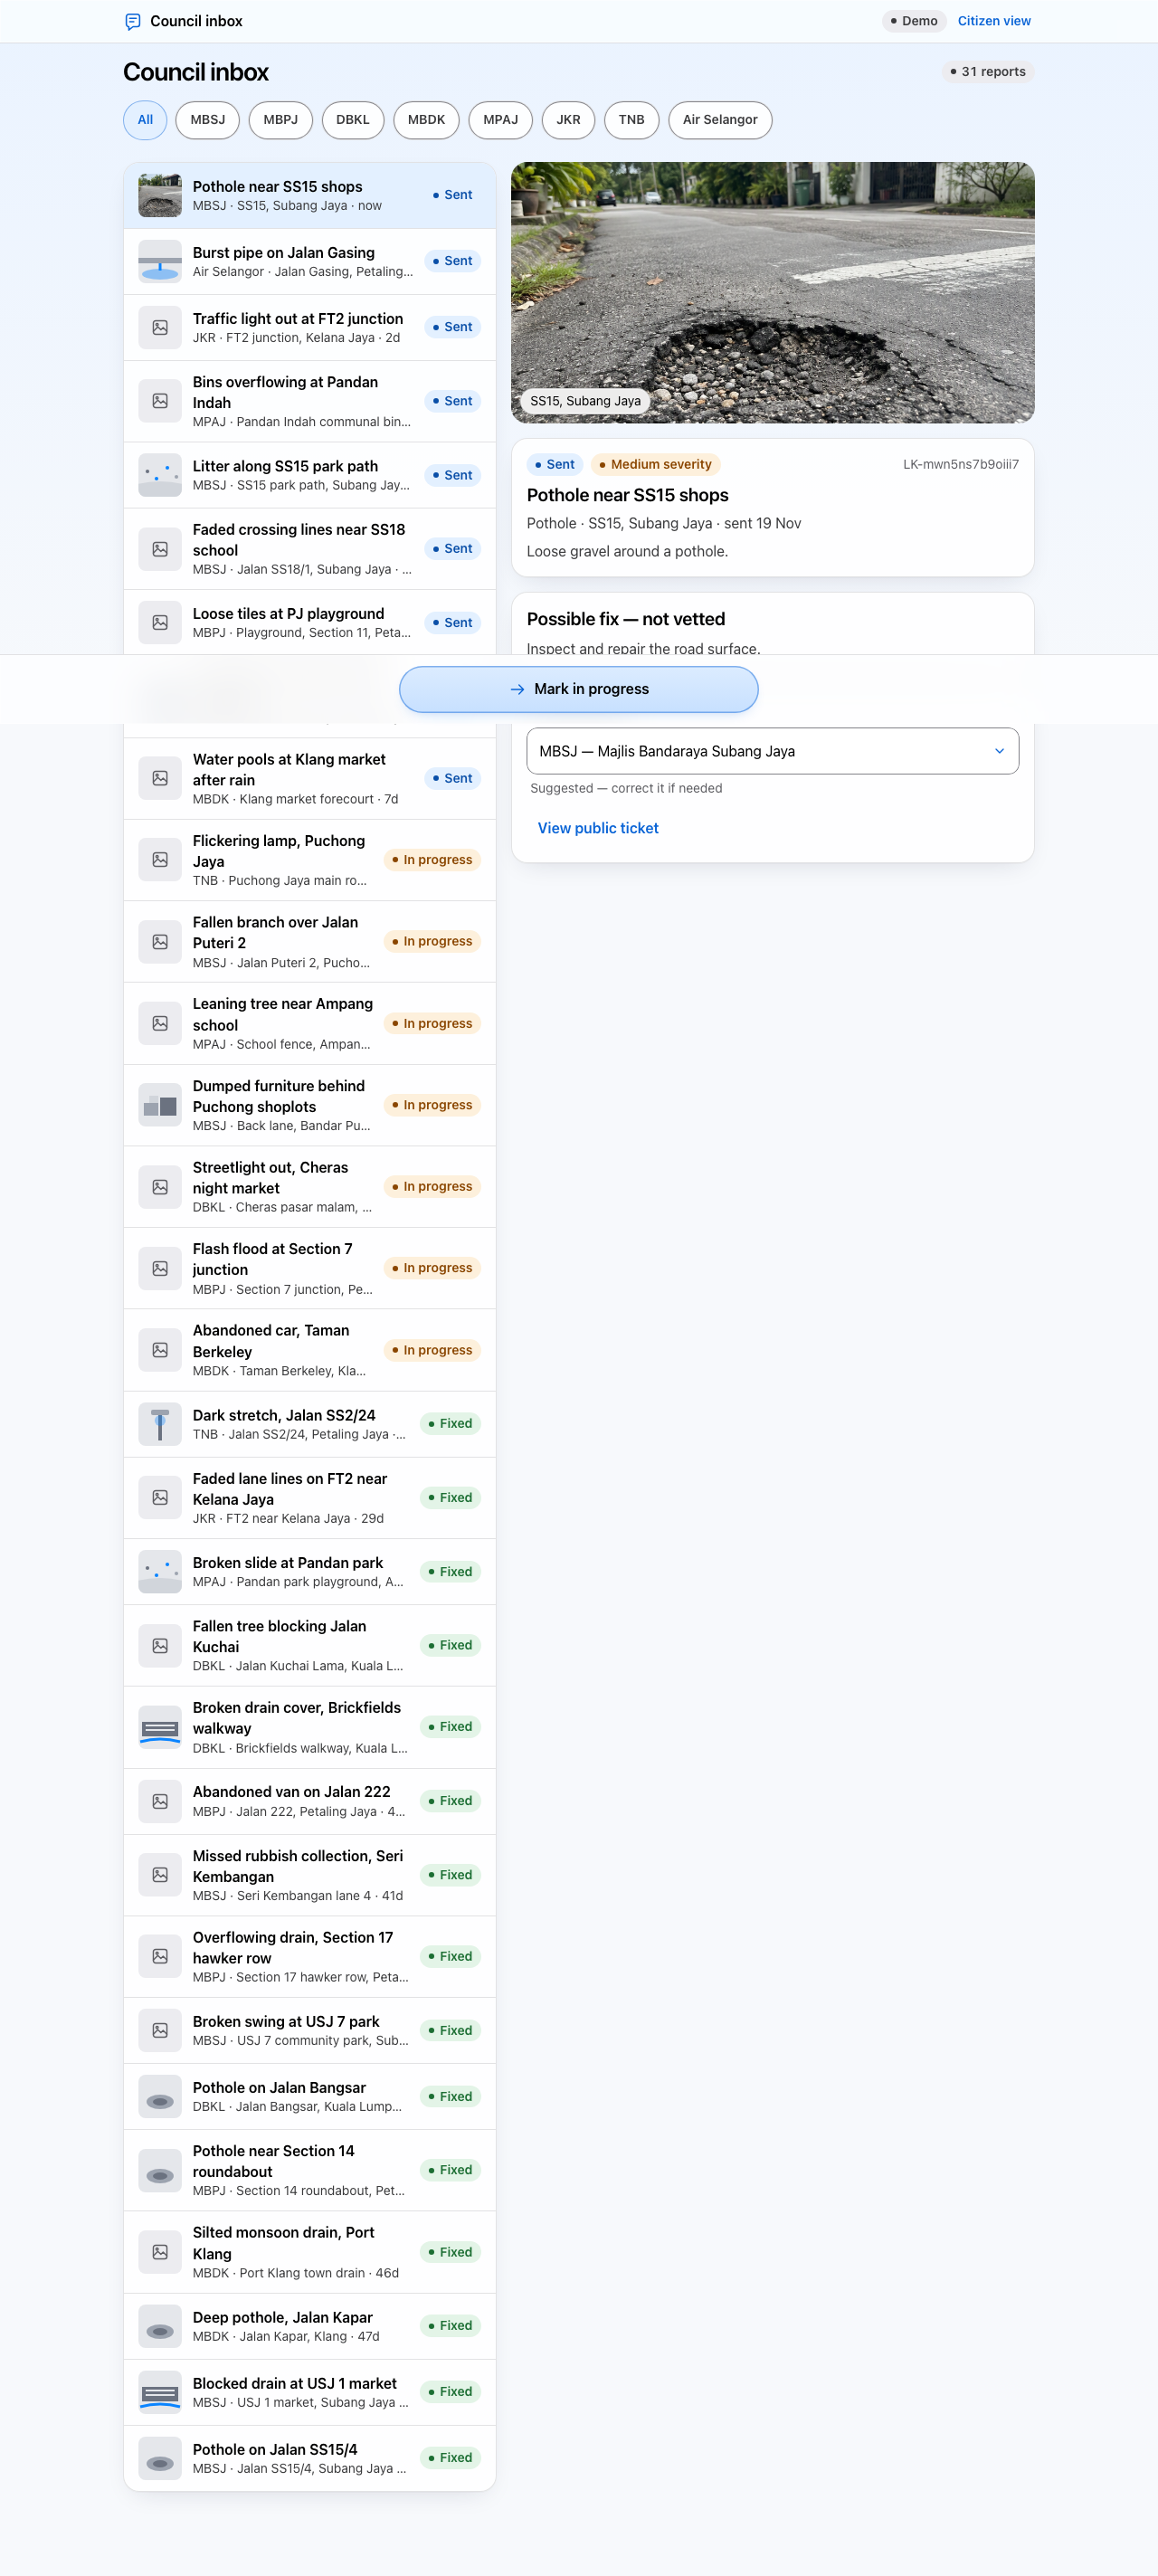 Council inbox
Demo
Citizen view
Council inbox
31 reports
All
MBSJ
MBPJ
DBKL
MBDK
MPAJ
JKR
TNB
Air Selangor
Pothole near SS15 shops
MBSJ · SS15, Subang Jaya · now
Sent
Burst pipe on Jalan Gasing
Air Selangor · Jalan Gasing, Petaling...
Sent
Traffic light out at FT2 junction
JKR · FT2 junction, Kelana Jaya · 2d
Sent
Bins overflowing at Pandan
Indah
MPAJ · Pandan Indah communal bin...
Sent
Litter along SS15 park path
MBSJ · SS15 park path, Subang Jay...
Sent
Faded crossing lines near SS18
school
MBSJ · Jalan SS18/1, Subang Jaya · ...
Sent
Loose tiles at PJ playground
MBPJ · Playground, Section 11, Peta...
Sent
Water pools at Klang market
after rain
MBDK · Klang market forecourt · 7d
Sent
Flickering lamp, Puchong
Jaya
TNB · Puchong Jaya main ro...
In progress
Fallen branch over Jalan
Puteri 2
MBSJ · Jalan Puteri 2, Pucho...
In progress
Leaning tree near Ampang
school
MPAJ · School fence, Ampan...
In progress
Dumped furniture behind
Puchong shoplots
MBSJ · Back lane, Bandar Pu...
In progress
Streetlight out, Cheras
night market
DBKL · Cheras pasar malam, ...
In progress
Flash flood at Section 7
junction
MBPJ · Section 7 junction, Pe...
In progress
Abandoned car, Taman
Berkeley
MBDK · Taman Berkeley, Kla...
In progress
Dark stretch, Jalan SS2/24
TNB · Jalan SS2/24, Petaling Jaya ·...
Fixed
Faded lane lines on FT2 near
Kelana Jaya
JKR · FT2 near Kelana Jaya · 29d
Fixed
Broken slide at Pandan park
MPAJ · Pandan park playground, A...
Fixed
Fallen tree blocking Jalan
Kuchai
DBKL · Jalan Kuchai Lama, Kuala L...
Fixed
Broken drain cover, Brickfields
walkway
DBKL · Brickfields walkway, Kuala L...
Fixed
Abandoned van on Jalan 222
MBPJ · Jalan 222, Petaling Jaya · 4...
Fixed
Missed rubbish collection, Seri
Kembangan
MBSJ · Seri Kembangan lane 4 · 41d
Fixed
Overflowing drain, Section 17
hawker row
MBPJ · Section 17 hawker row, Peta...
Fixed
Broken swing at USJ 7 park
MBSJ · USJ 7 community park, Sub...
Fixed
Pothole on Jalan Bangsar
DBKL · Jalan Bangsar, Kuala Lump...
Fixed
Pothole near Section 14
roundabout
MBPJ · Section 14 roundabout, Pet...
Fixed
Silted monsoon drain, Port
Klang
MBDK · Port Klang town drain · 46d
Fixed
Deep pothole, Jalan Kapar
MBDK · Jalan Kapar, Klang · 47d
Fixed
Blocked drain at USJ 1 market
MBSJ · USJ 1 market, Subang Jaya ...
Fixed
Pothole on Jalan SS15/4
MBSJ · Jalan SS15/4, Subang Jaya ...
Fixed
SS15, Subang Jaya
Sent
Medium severity
LK-mwn5ns7b9oiii7
Pothole near SS15 shops
Pothole · SS15, Subang Jaya · sent 19 Nov
Loose gravel around a pothole.
Possible fix — not vetted
Inspect and repair the road surface.
Mark in progress
MBSJ — Majlis Bandaraya Subang Jaya
Suggested — correct it if needed
View public ticket